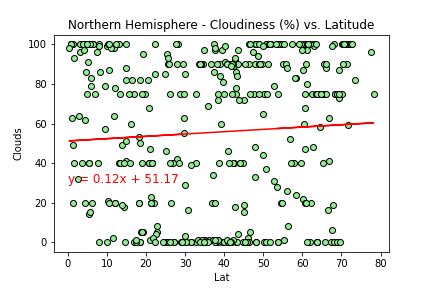 Northern Hemisphere - Cloudiness (%) vs. Latitude
100
80
60
40
20
0
Clouds
y = 0.12x + 51.17
0 10 20 30 40 50 60 70 80
Lat